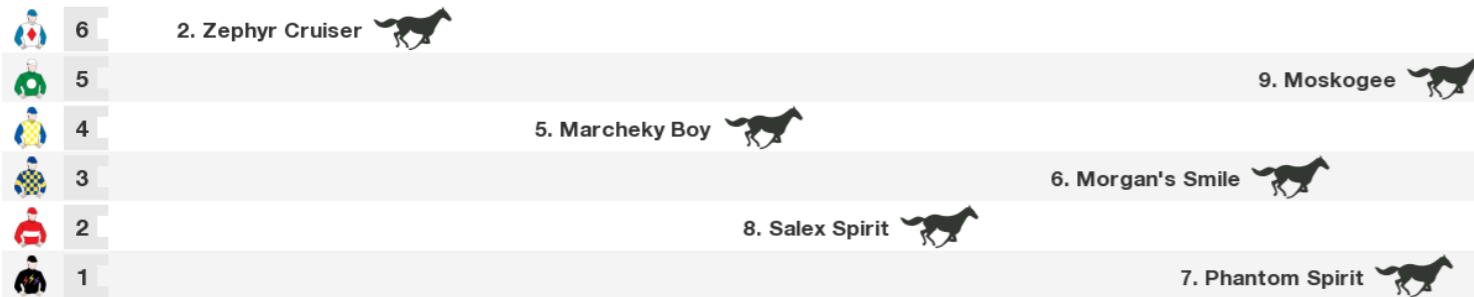 6 2. Zephyr Cruiser
5 9. Moskogee
4 5. Marcheky Boy
3 6. Morgan's Smile
2 8. Salex Spirit
1 7. Phantom Spirit